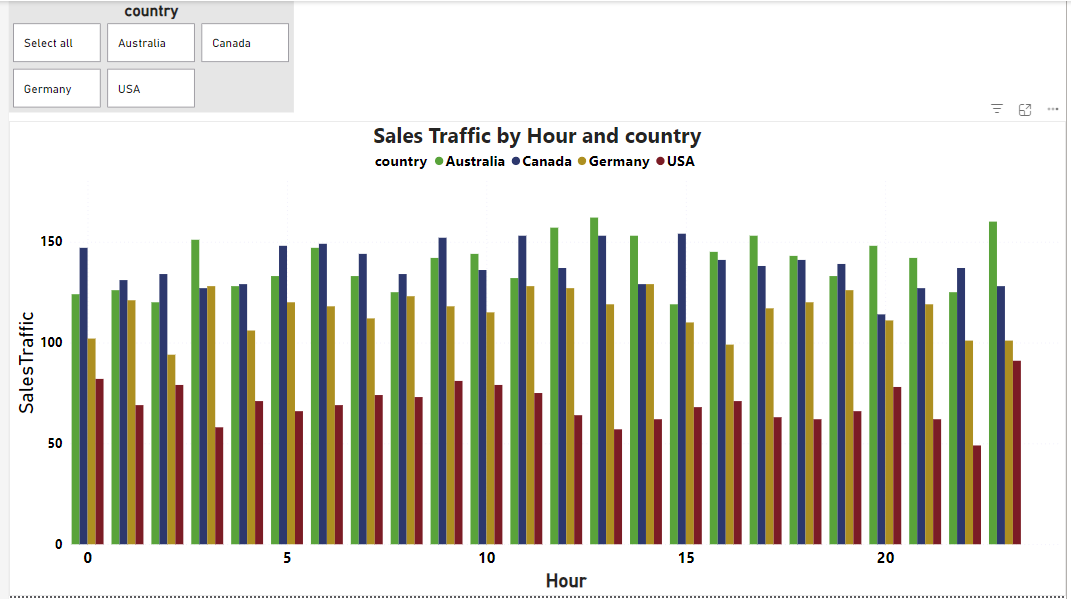 country
Select all
Australia
Canada
Germany
USA
Sales Traffic by Hour and country
country Australia Canada Germany USA
150
100
50
0
SalesTraffic
0 5 10 15 20
Hour